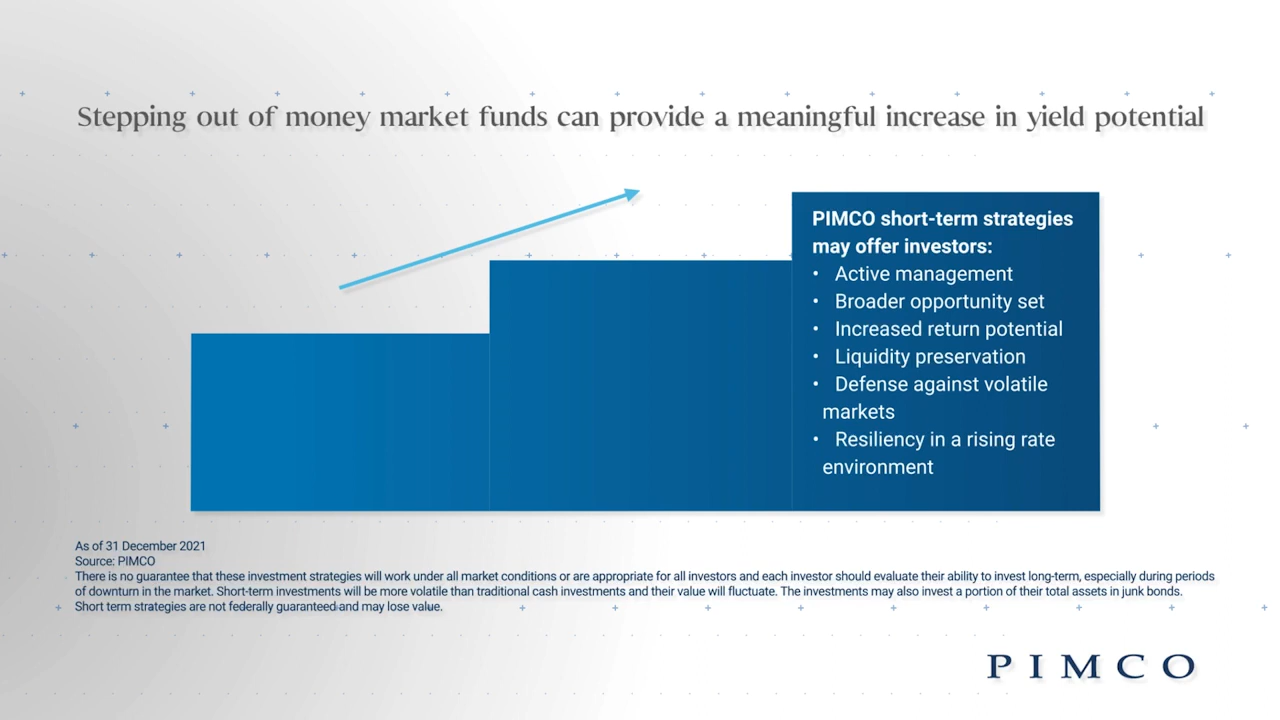 Stepping out of money market funds can provide a meaningful increase in yield potential
PIMCO short-term strategies
may offer investors:
• Active management
• Broader opportunity set
• Increased return potential
• Liquidity preservation
• Defense against volatile
markets
• Resiliency in a rising rate
environment
As of 31 December 2021
Source: PIMCO
There is no guarantee that these investment strategies will work under all market conditions or are appropriate for all investors and each investor should evaluate their ability to invest long-term, especially during periods
of downturn in the market. Short-term investments will be more volatile than traditional cash investments and their value will fluctuate. The investments may also invest a portion of their total assets in junk bonds.
Short term strategies are not federally guaranteed and may lose value.
PIMCO